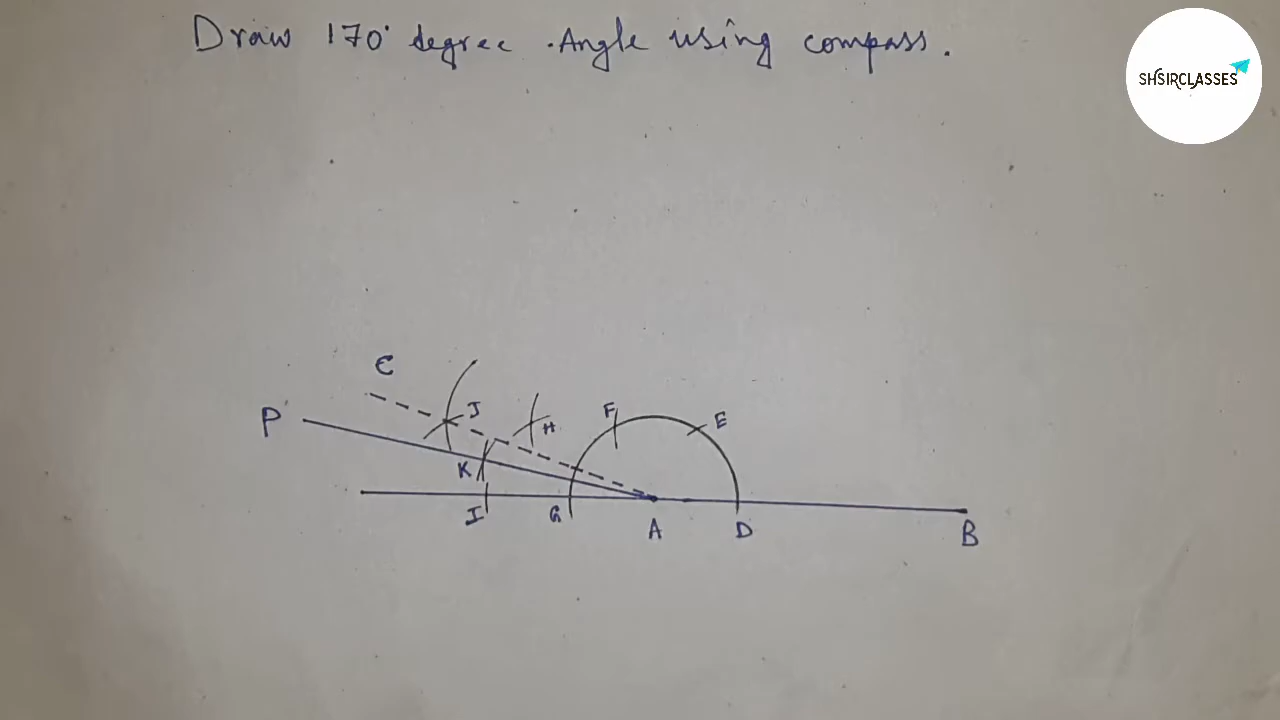 Draw 170° degree .Angle using compass.
SHSIRCLASSES
C
P
J
H
F
E
K
I
G
A
D
B